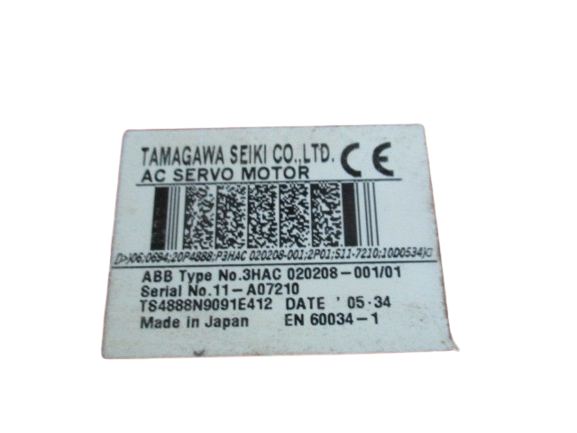 TAMAGAWA SEIKI CO.,LTD. CE
AC SERVO MOTOR
[)>)06;0694;20P4888;P3HAC 020208-001;2P01;S11-7210;10D0534)
ABB Type No.3HAC 020208-001/01
Serial No.11-A07210
TS4888N9091E412 DATE ' 05-34
Made in Japan EN 60034-1